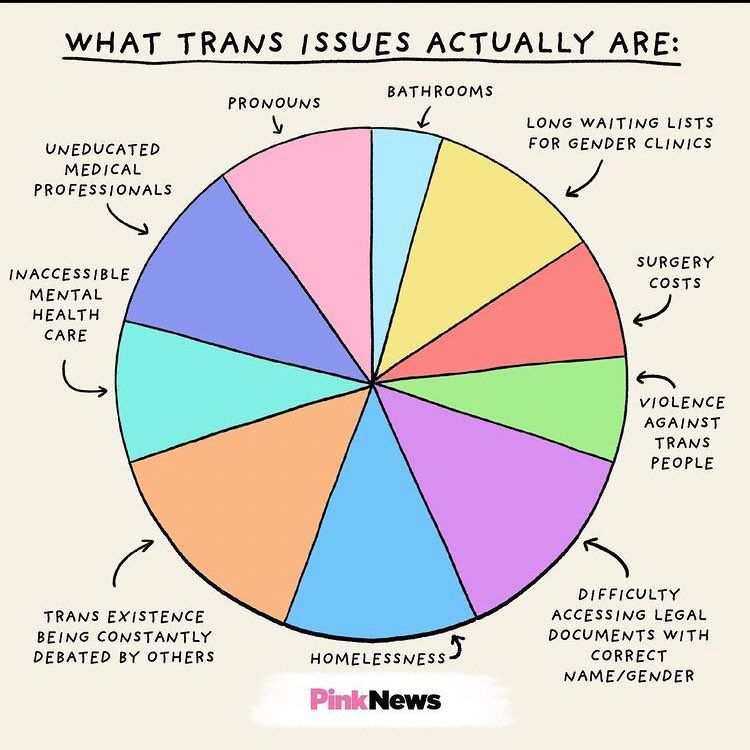 WHAT TRANS ISSUES ACTUALLY ARE:
PRONOUNS
BATHROOMS
LONG WAITING LISTS
FOR GENDER CLINICS
SURGERY
COSTS
VIOLENCE
AGAINST
TRANS
PEOPLE
DIFFICULTY
ACCESSING LEGAL
DOCUMENTS WITH
CORRECT
NAME/GENDER
HOMELESSNESS
TRANS EXISTENCE
BEING CONSTANTLY
DEBATED BY OTHERS
INACCESSIBLE
MENTAL
HEALTH
CARE
UNEDUCATED
MEDICAL
PROFESSIONALS
PinkNews